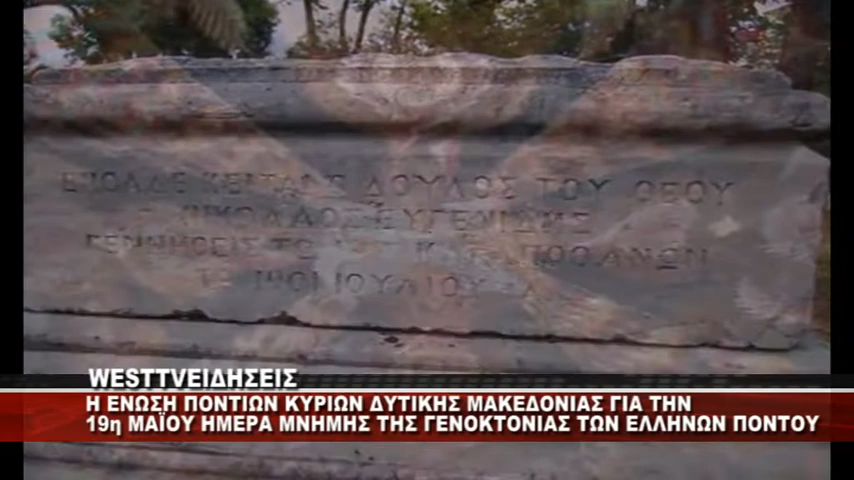 ΚΕΙΤΑΙ Ο ΔΟΥΛΟΣ ΤΟΥ ΘΕΟΥ
ΝΙΚΟΛΑΟΣ ΕΥΓΕΝΙΔΗΣ
ΓΕΝΝΗΘΕΙΣ ΑΠΟΘΑΝΩΝ
ΙΟΥΛΙΟΥ
WESTTVΕΙΔΗΣΕΙΣ
Η ΕΝΩΣΗ ΠΟΝΤΙΩΝ ΚΥΡΙΩΝ ΔΥΤΙΚΗΣ ΜΑΚΕΔΟΝΙΑΣ ΓΙΑ ΤΗΝ
19η ΜΑΪΟΥ ΗΜΕΡΑ ΜΝΗΜΗΣ ΤΗΣ ΓΕΝΟΚΤΟΝΙΑΣ ΤΩΝ ΕΛΛΗΝΩΝ ΠΟΝΤΟΥ